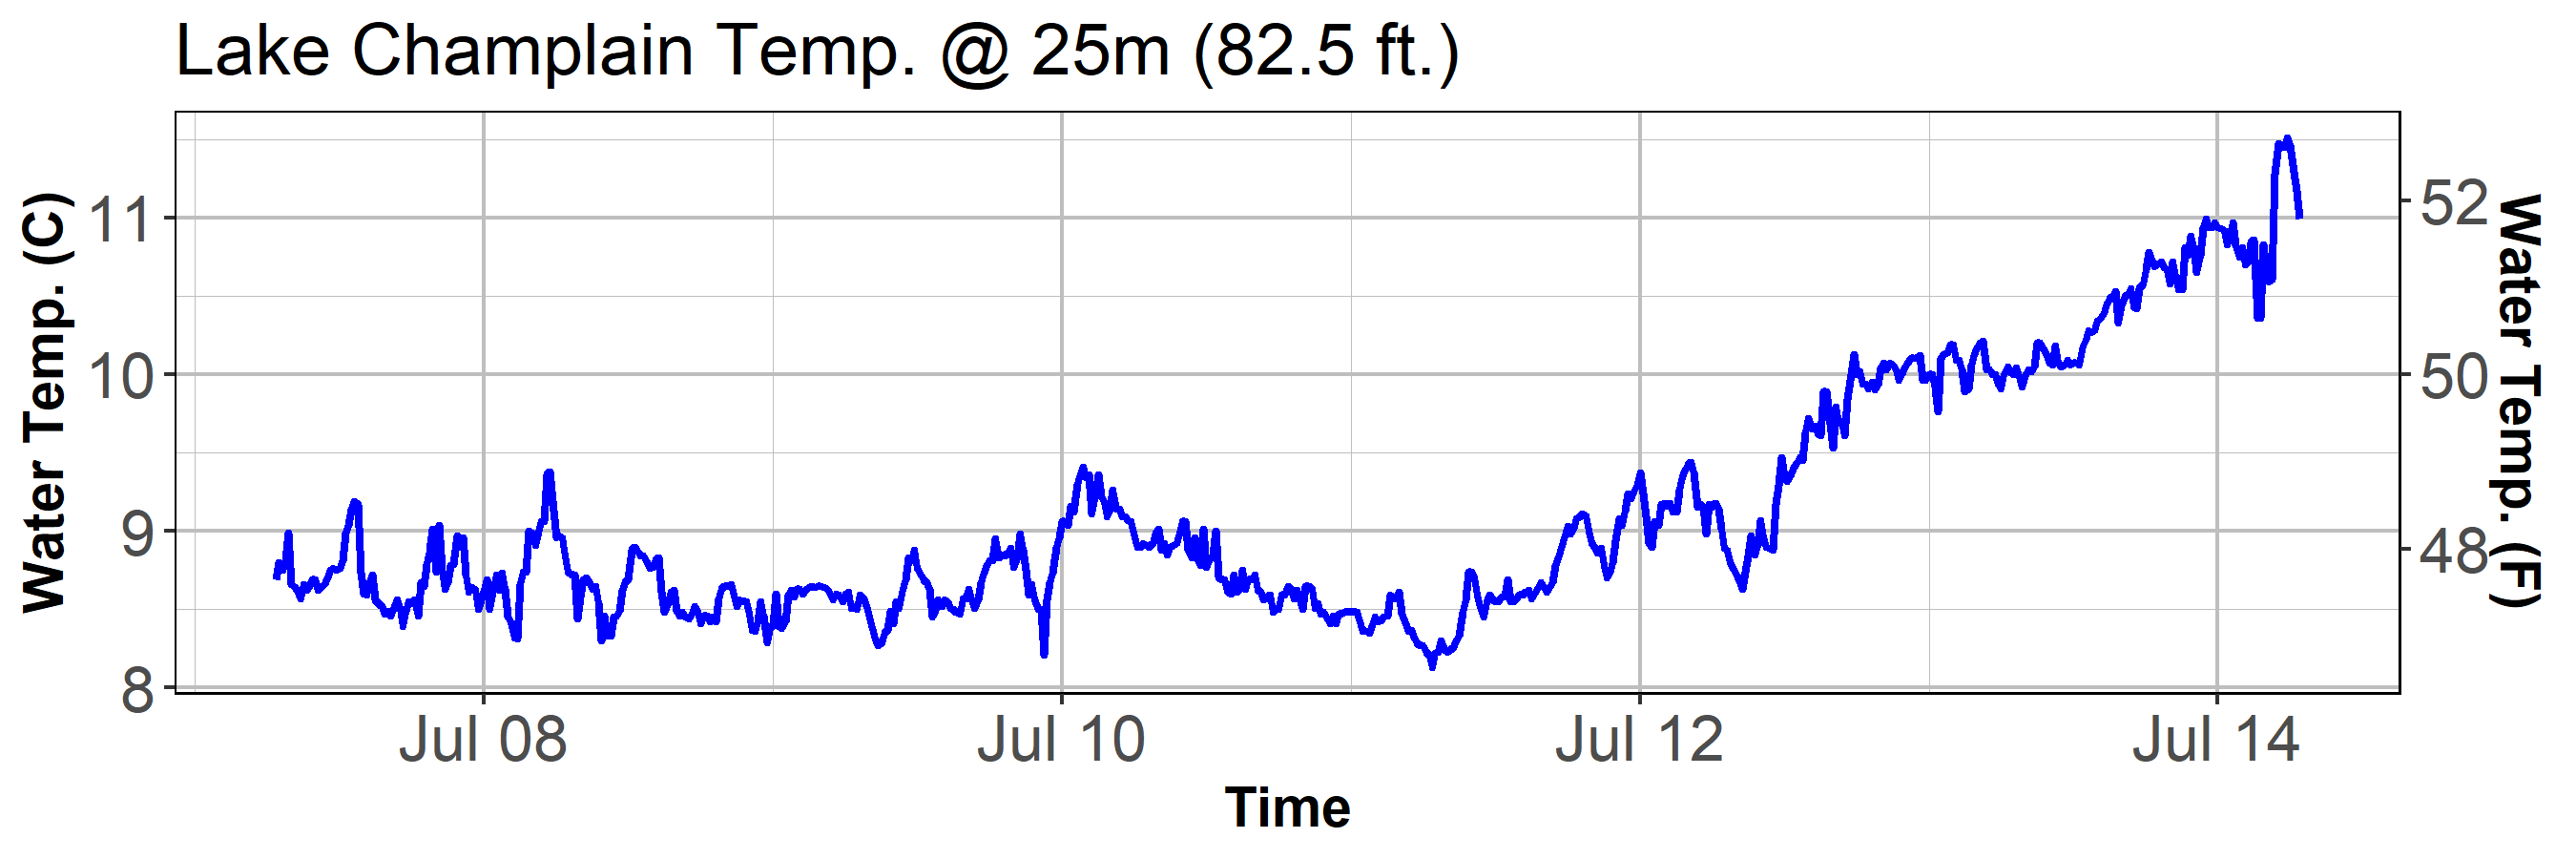 Lake Champlain Temp. @ 25m (82.5 ft.)
Water Temp. (C)
11
10
9
8
52
50
48
Water Temp. (F)
Jul 08 Jul 10 Jul 12 Jul 14
Time